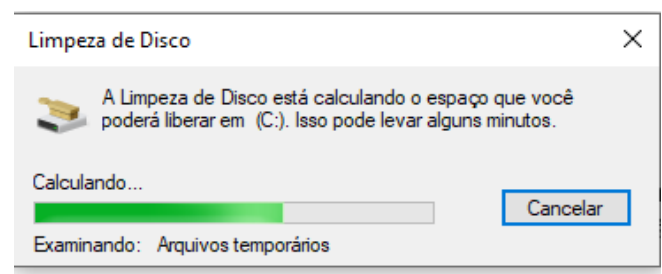 Limpeza de Disco
A Limpeza de Disco está calculando o espaço que você
poderá liberar em  (C:). Isso pode levar alguns minutos.
Calculando...
Cancelar
Examinando:   Arquivos temporários